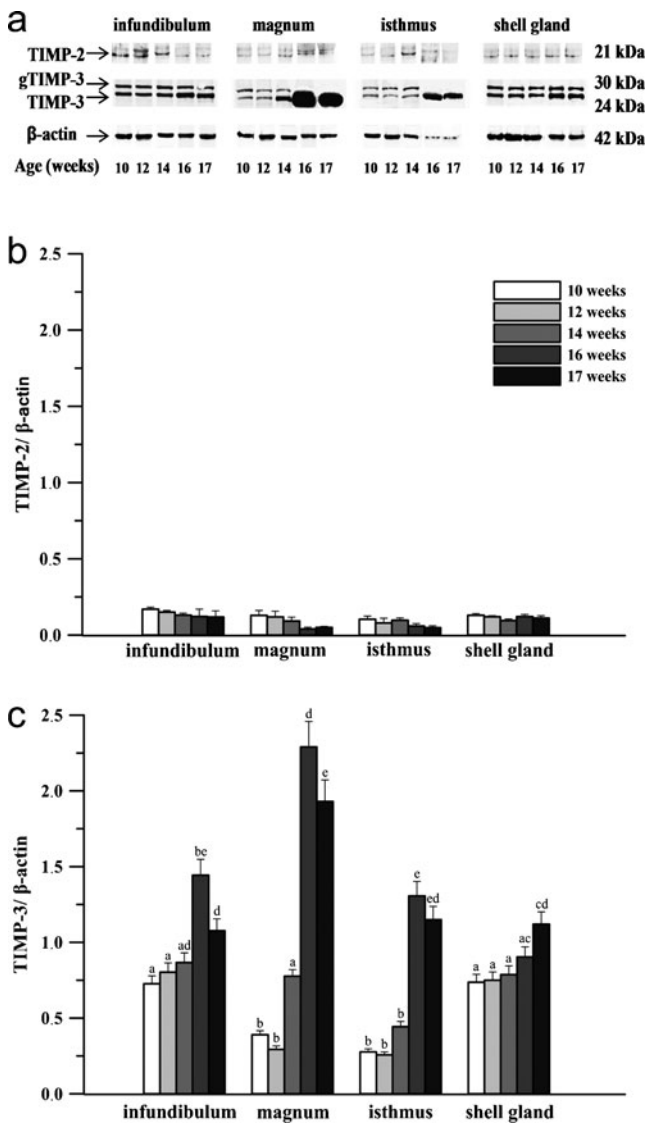 a
infundibulum magnum isthmus shell gland
TIMP-2 21 kDa
gTIMP-3 30 kDa
TIMP-3 24 kDa
β-actin 42 kDa
Age (weeks) 10 12 14 16 17 10 12 14 16 17 10 12 14 16 17 10 12 14 16 17
b
2.5
2.0
1.5
1.0
0.5
0.0
TIMP-2/ β-actin
10 weeks
12 weeks
14 weeks
16 weeks
17 weeks
infundibulum magnum isthmus shell gland
c
2.5
2.0
1.5
1.0
0.5
0.0
TIMP-3/ β-actin
a a ad bc d
b b a d e
b b b e ed
a a a ac cd
infundibulum magnum isthmus shell gland